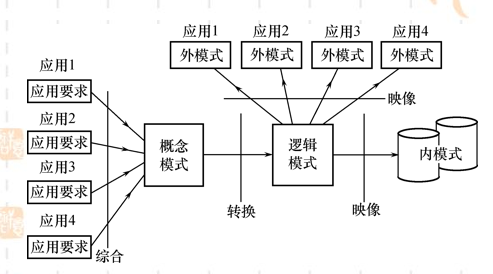 应用1 应用2 应用3 应用4
外模式 外模式 外模式 外模式
映像
应用1
应用要求
应用2
应用要求
应用3
应用要求
应用4
应用要求
综合
概念
模式
转换
逻辑
模式
映像
内模式